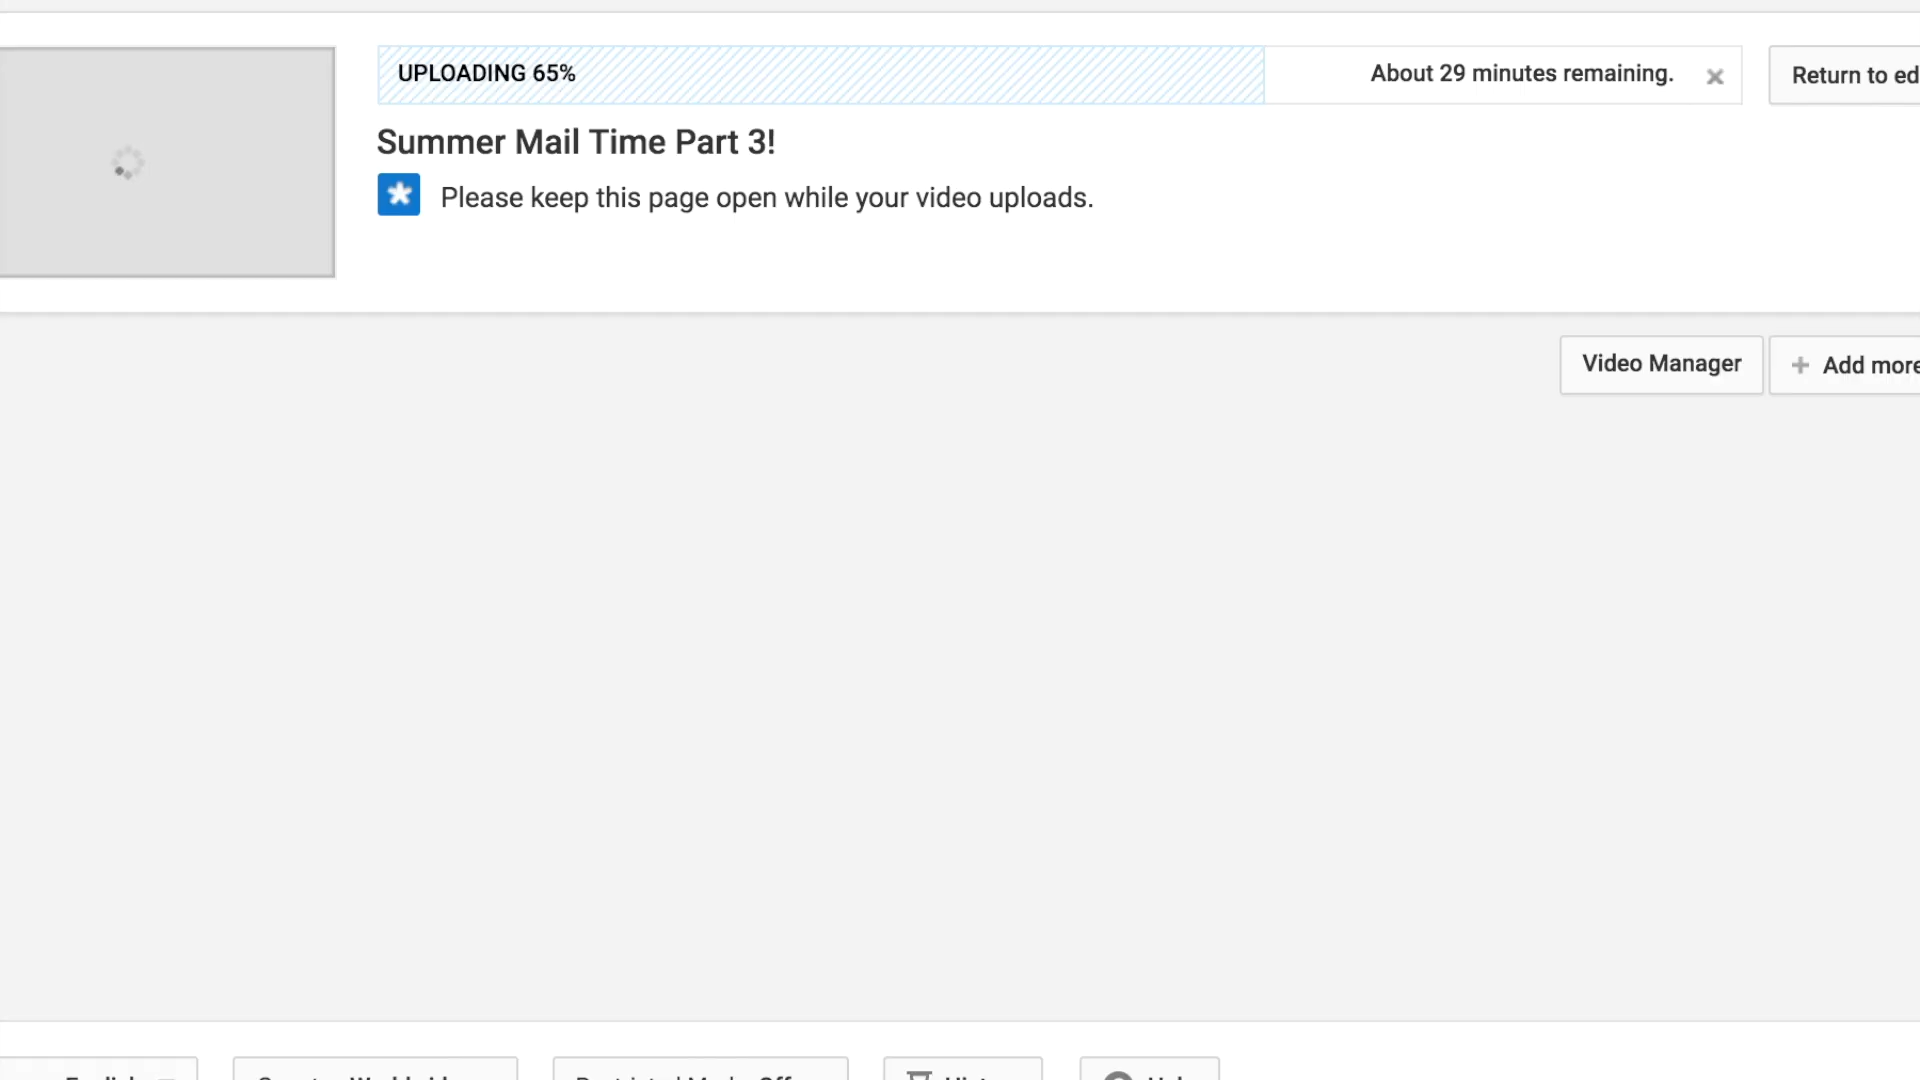 UPLOADING 65%
About 29 minutes remaining.
Return to ed
Summer Mail Time Part 3!
Please keep this page open while your video uploads.
Video Manager
Add more